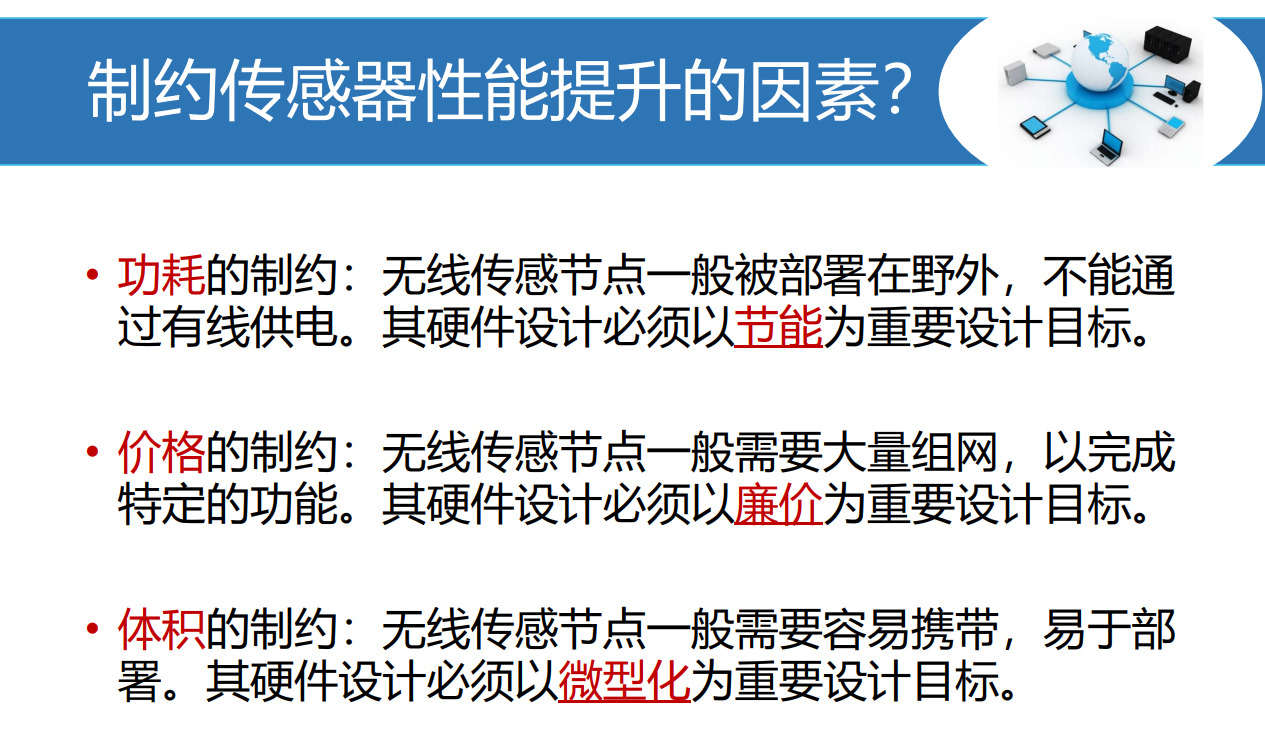 制约传感器性能提升的因素?
• 功耗的制约：无线传感节点一般被部署在野外，不能通
过有线供电。其硬件设计必须以节能为重要设计目标。
• 价格的制约：无线传感节点一般需要大量组网，以完成
特定的功能。其硬件设计必须以廉价为重要设计目标。
• 体积的制约：无线传感节点一般需要容易携带，易于部
署。其硬件设计必须以微型化为重要设计目标。